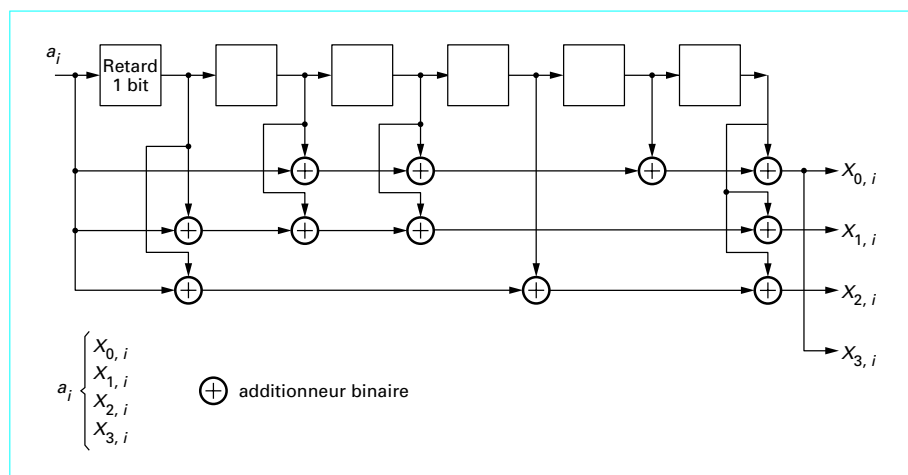 a_i
Retard
1 bit
X_0, i
X_1, i
X_2, i
X_3, i
a_i
X_0, i
X_1, i
X_2, i
X_3, i
additionneur binaire